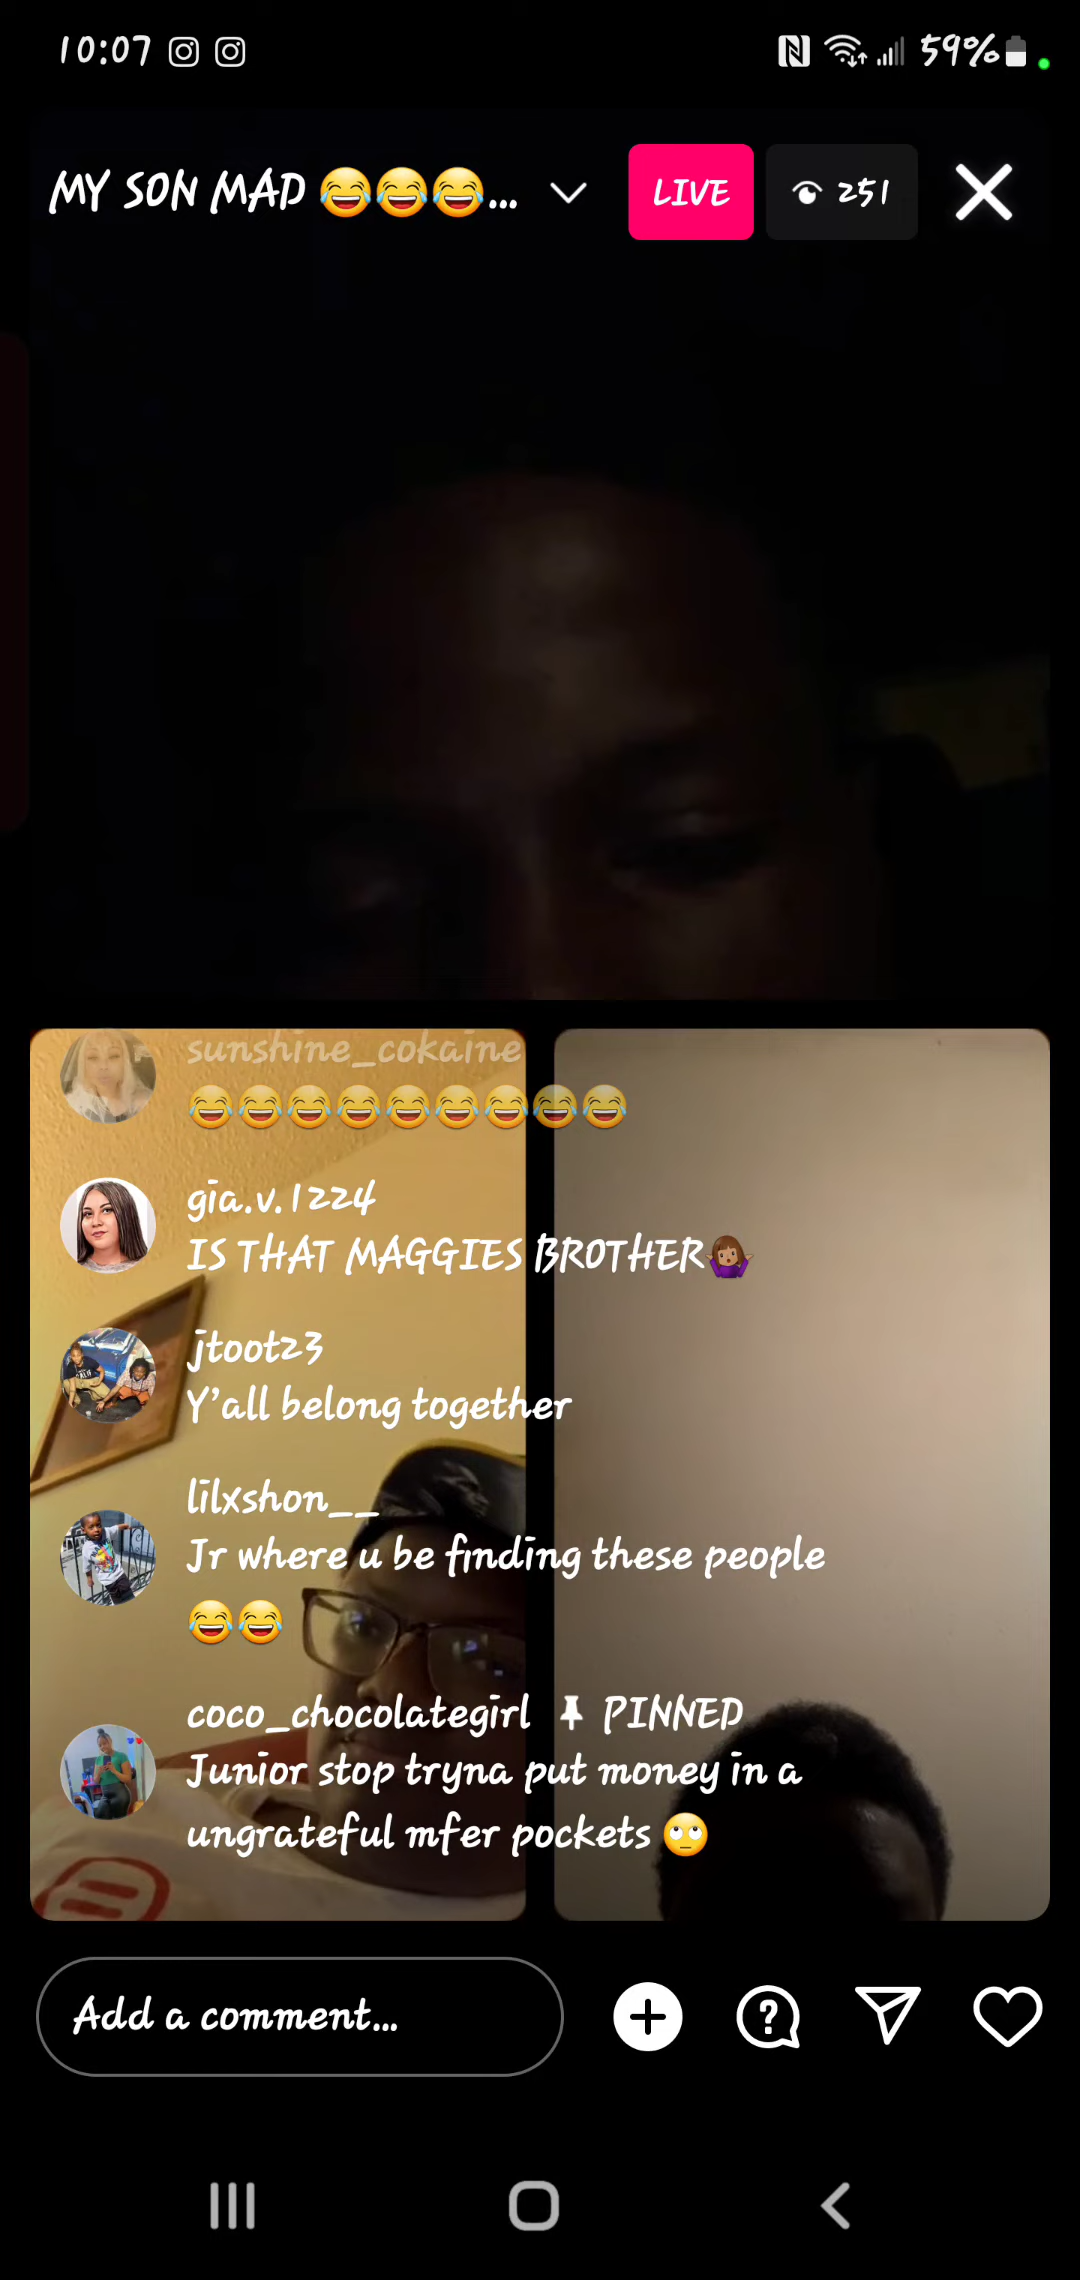 10:07 59%
MY SON MAD 😂😂😂... LIVE 251
sunshine_cokaine
😂😂😂😂😂😂😂😂😂
gia.v.1224
IS THAT MAGGIES BROTHER🤷🏽‍♀️
jtoot23
Y'all belong together
lilxshon__
Jr where u be finding these people
😂😂
coco_chocolategirl PINNED
Junior stop tryna put money in a
ungrateful mfer pockets 🙄
Add a comment...